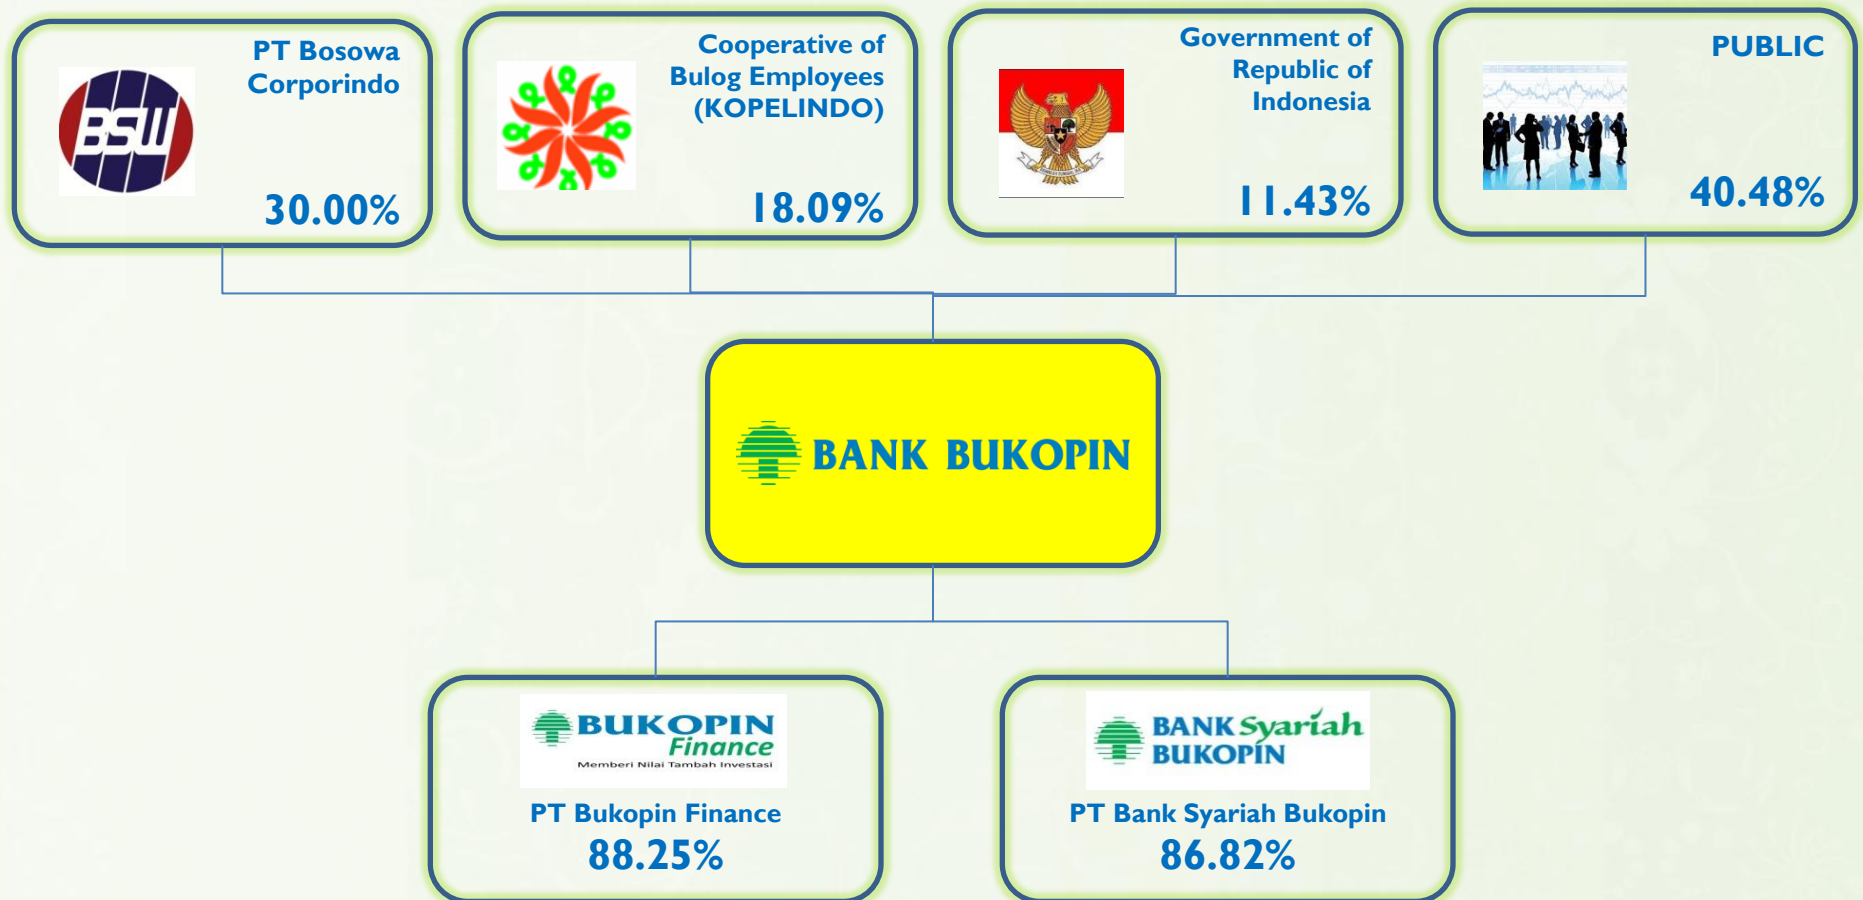 PT Bosowa
Corporindo
BSW
30.00%
Cooperative of
Bulog Employees
(KOPELINDO)
18.09%
Government of
Republic of
Indonesia
11.43%
PUBLIC
40.48%
BANK BUKOPIN
BUKOPIN
Finance
Memberi Nilai Tambah Investasi
PT Bukopin Finance
88.25%
BANK Syariah
BUKOPIN
PT Bank Syariah Bukopin
86.82%